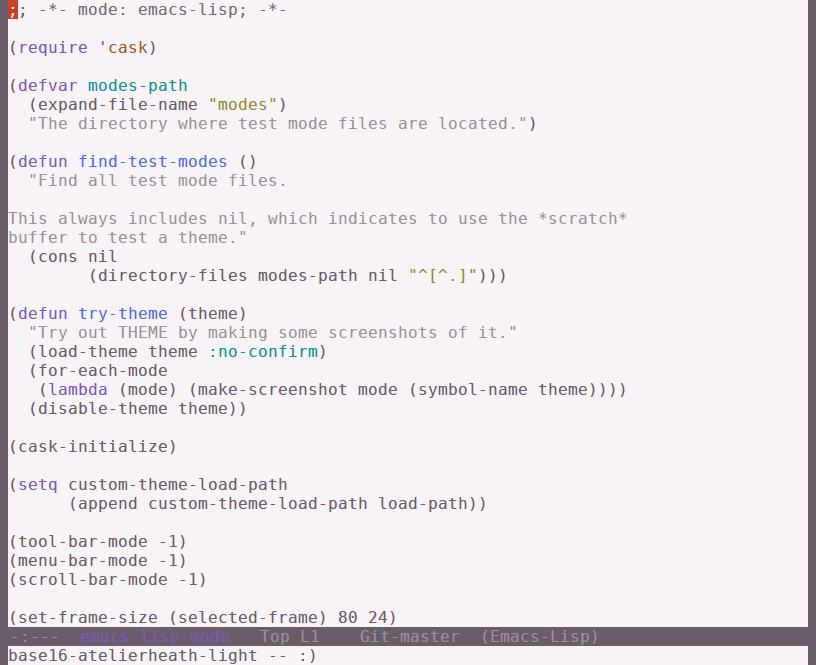 ;; -*- mode: emacs-lisp; -*-

(require 'cask)

(defvar modes-path
  (expand-file-name "modes")
  "The directory where test mode files are located.")

(defun find-test-modes ()
  "Find all test mode files.

This always includes nil, which indicates to use the *scratch*
buffer to test a theme."
  (cons nil
        (directory-files modes-path nil "^[^.]")))

(defun try-theme (theme)
  "Try out THEME by making some screenshots of it."
  (load-theme theme :no-confirm)
  (for-each-mode
   (lambda (mode) (make-screenshot mode (symbol-name theme))))
  (disable-theme theme))

(cask-initialize)

(setq custom-theme-load-path
      (append custom-theme-load-path load-path))

(tool-bar-mode -1)
(menu-bar-mode -1)
(scroll-bar-mode -1)

(set-frame-size (selected-frame) 80 24)
-:---  emacs-lisp-mode   Top L1    Git-master  (Emacs-Lisp)
base16-atelierheath-light -- :)